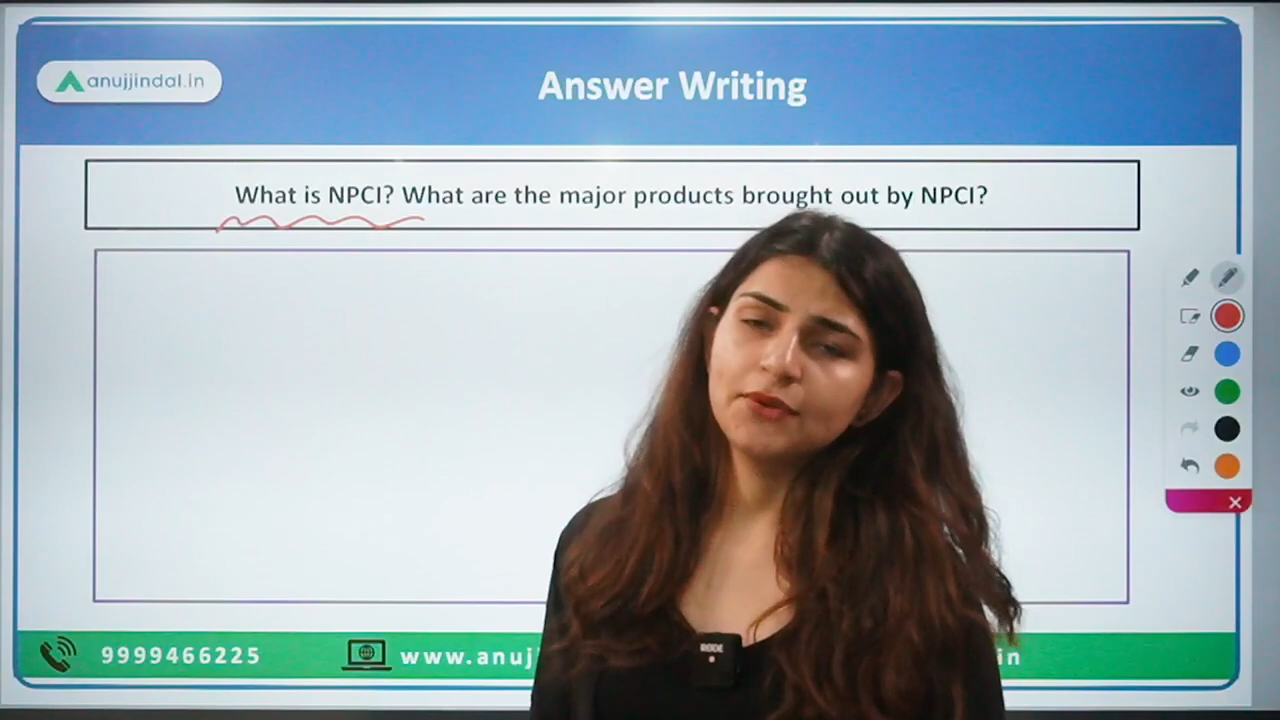 anujjindal.in
Answer Writing
What is NPCI? What are the major products brought out by NPCI?
9999466225
www.anuj
in
RODE